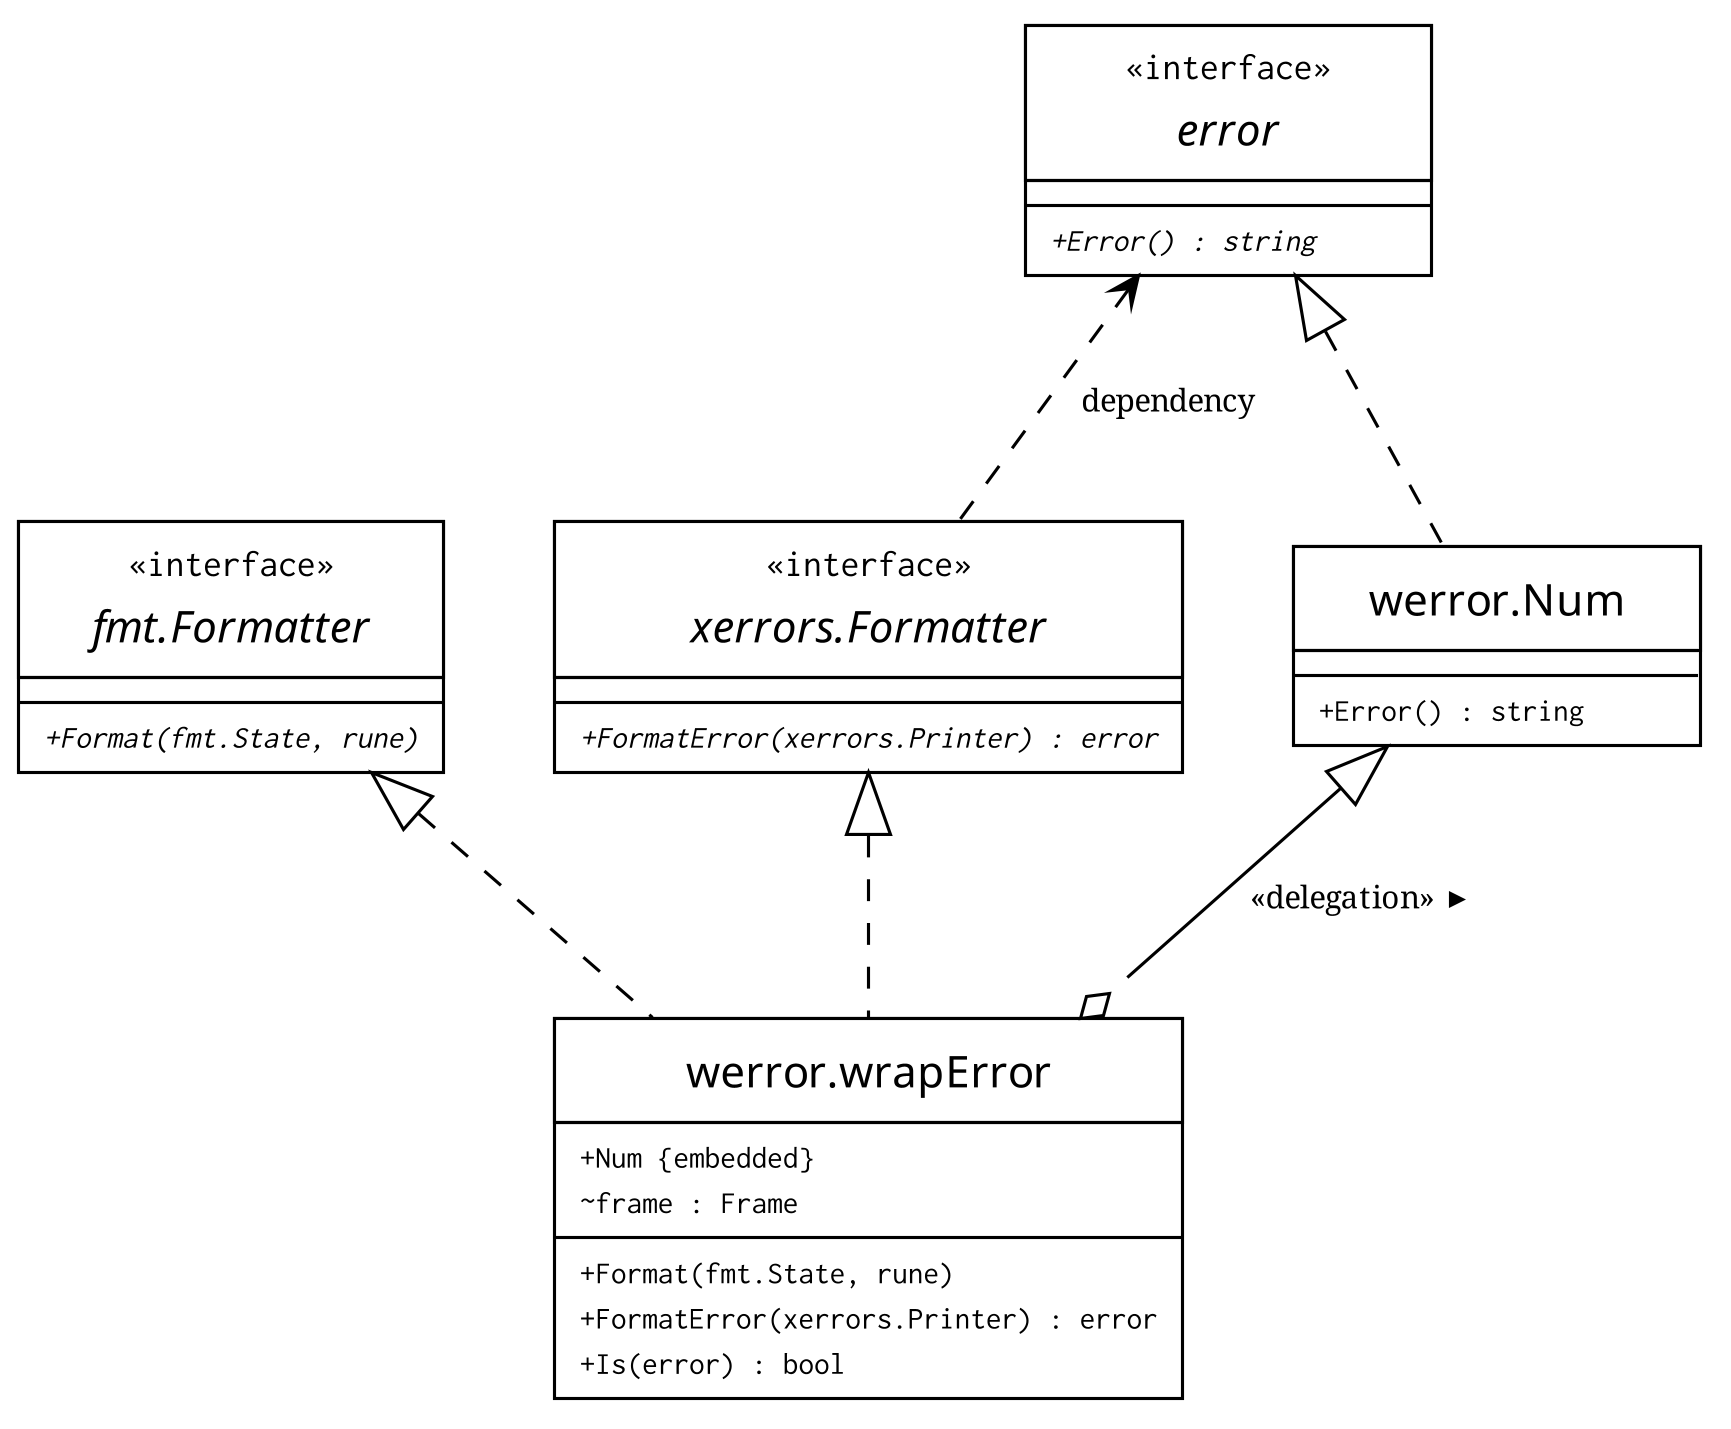 «interface»
error
+Error() : string
dependency
«interface»
fmt.Formatter
+Format(fmt.State, rune)
«interface»
xerrors.Formatter
+FormatError(xerrors.Printer) : error
werror.Num
+Error() : string
«delegation» ►
werror.wrapError
+Num {embedded}
~frame : Frame
+Format(fmt.State, rune)
+FormatError(xerrors.Printer) : error
+Is(error) : bool